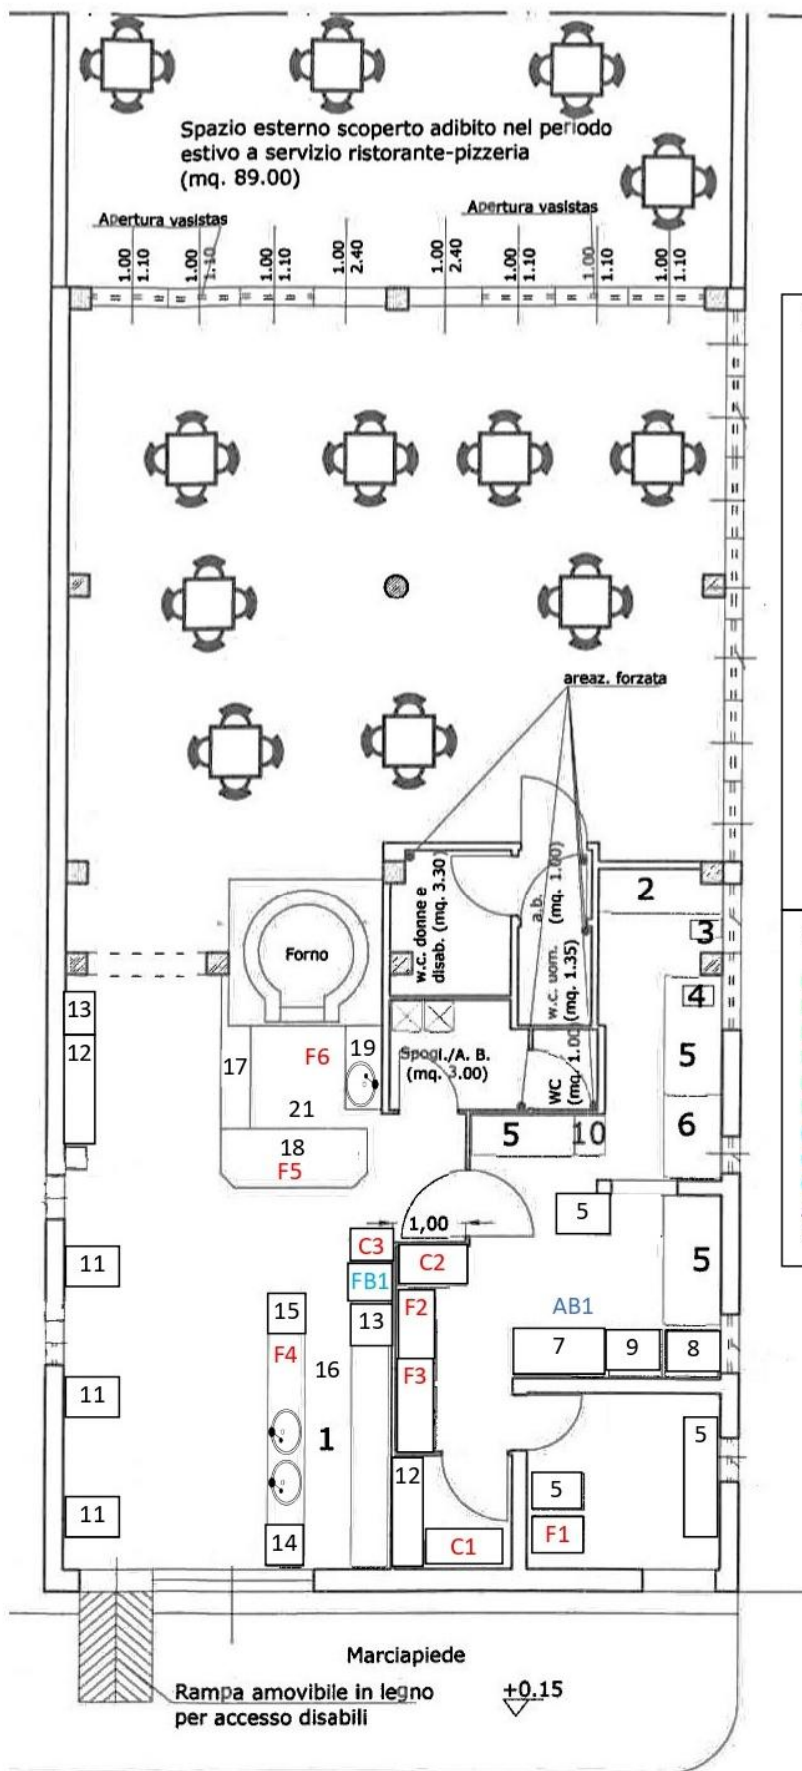 Spazio esterno scoperto adibito nel periodo
estivo a servizio ristorante-pizzeria
(mq. 89.00)
Apertura vasistas
Apertura vasistas
1.00
1.10
1.00
1.10
1.00
1.10
1.00
2.40
1.00
2.40
1.00
1.10
1.00
1.10
1.00
1.10
areaz. forzata
w.c. donne e
disab. (mq. 3.30)
a.b.
(mq. 1.00)
w.c. uom.
(mq. 1.35)
2
3
4
5
6
Forno
13
12
17
F6
19
21
18
F5
Spogl./A. B.
(mq. 3.00)
WC
(mq. 1.00)
5
10
5
5
1,00
C3
C2
FB1
11
15
13
F2
AB1
F4
16
F3
7
9
8
11
1
12
5
5
11
14
C1
F1
Marciapiede
Rampa amovibile in legno
per accesso disabili
+0.15